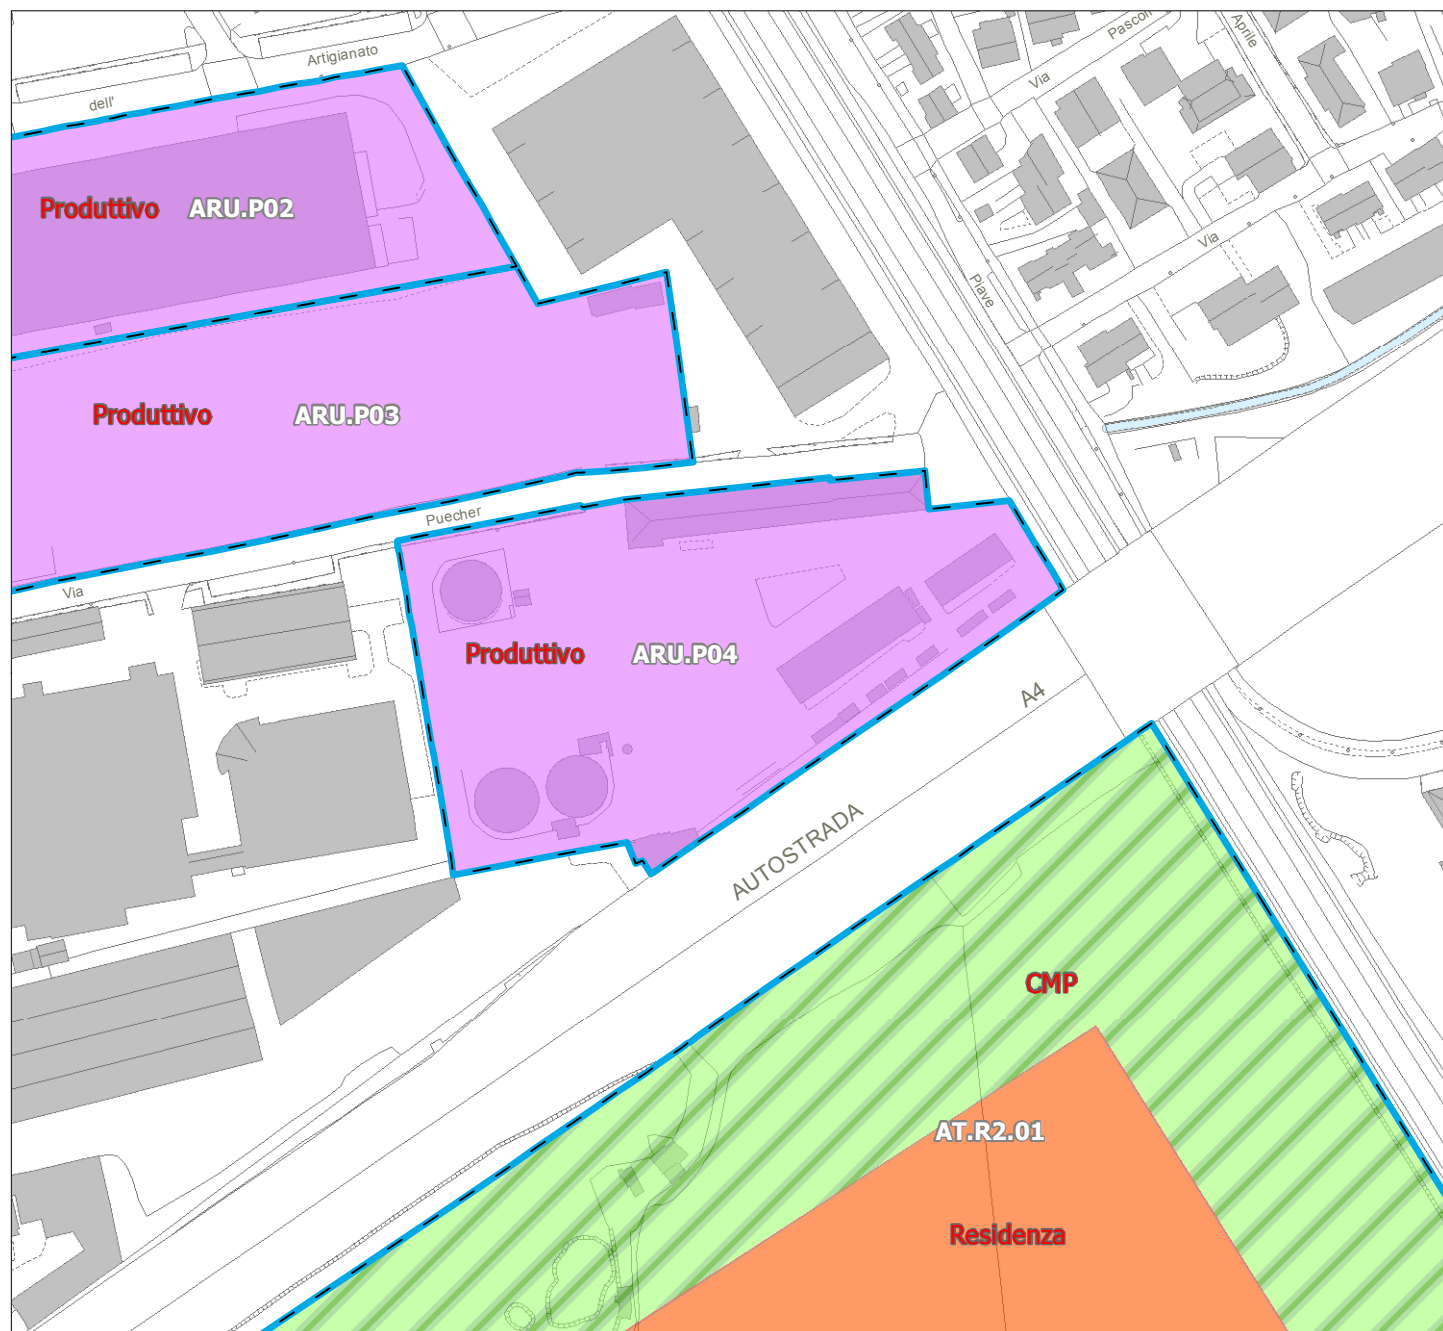 Artigianato
dell'
Pascoli
Aprile
Via
Produttivo ARU.P02
Via
Piave
Produttivo ARU.P03
Puecher
Via
Produttivo ARU.P04
A4
AUTOSTRADA
CMP
AT.R2.01
Residenza